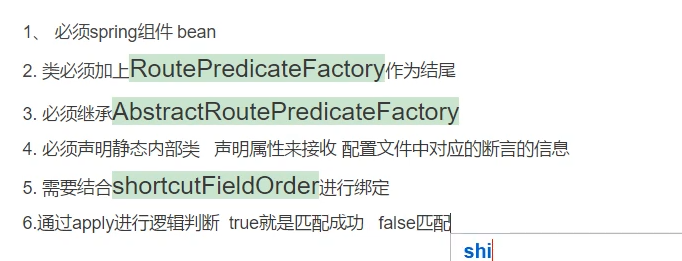 1、 必须spring组件 bean
2. 类必须加上RoutePredicateFactory作为结尾
3. 必须继承AbstractRoutePredicateFactory
4. 必须声明静态内部类 声明属性来接收 配置文件中对应的断言的信息
5. 需要结合shortcutFieldOrder进行绑定
6.通过apply进行逻辑判断 true就是匹配成功 false匹配
shi